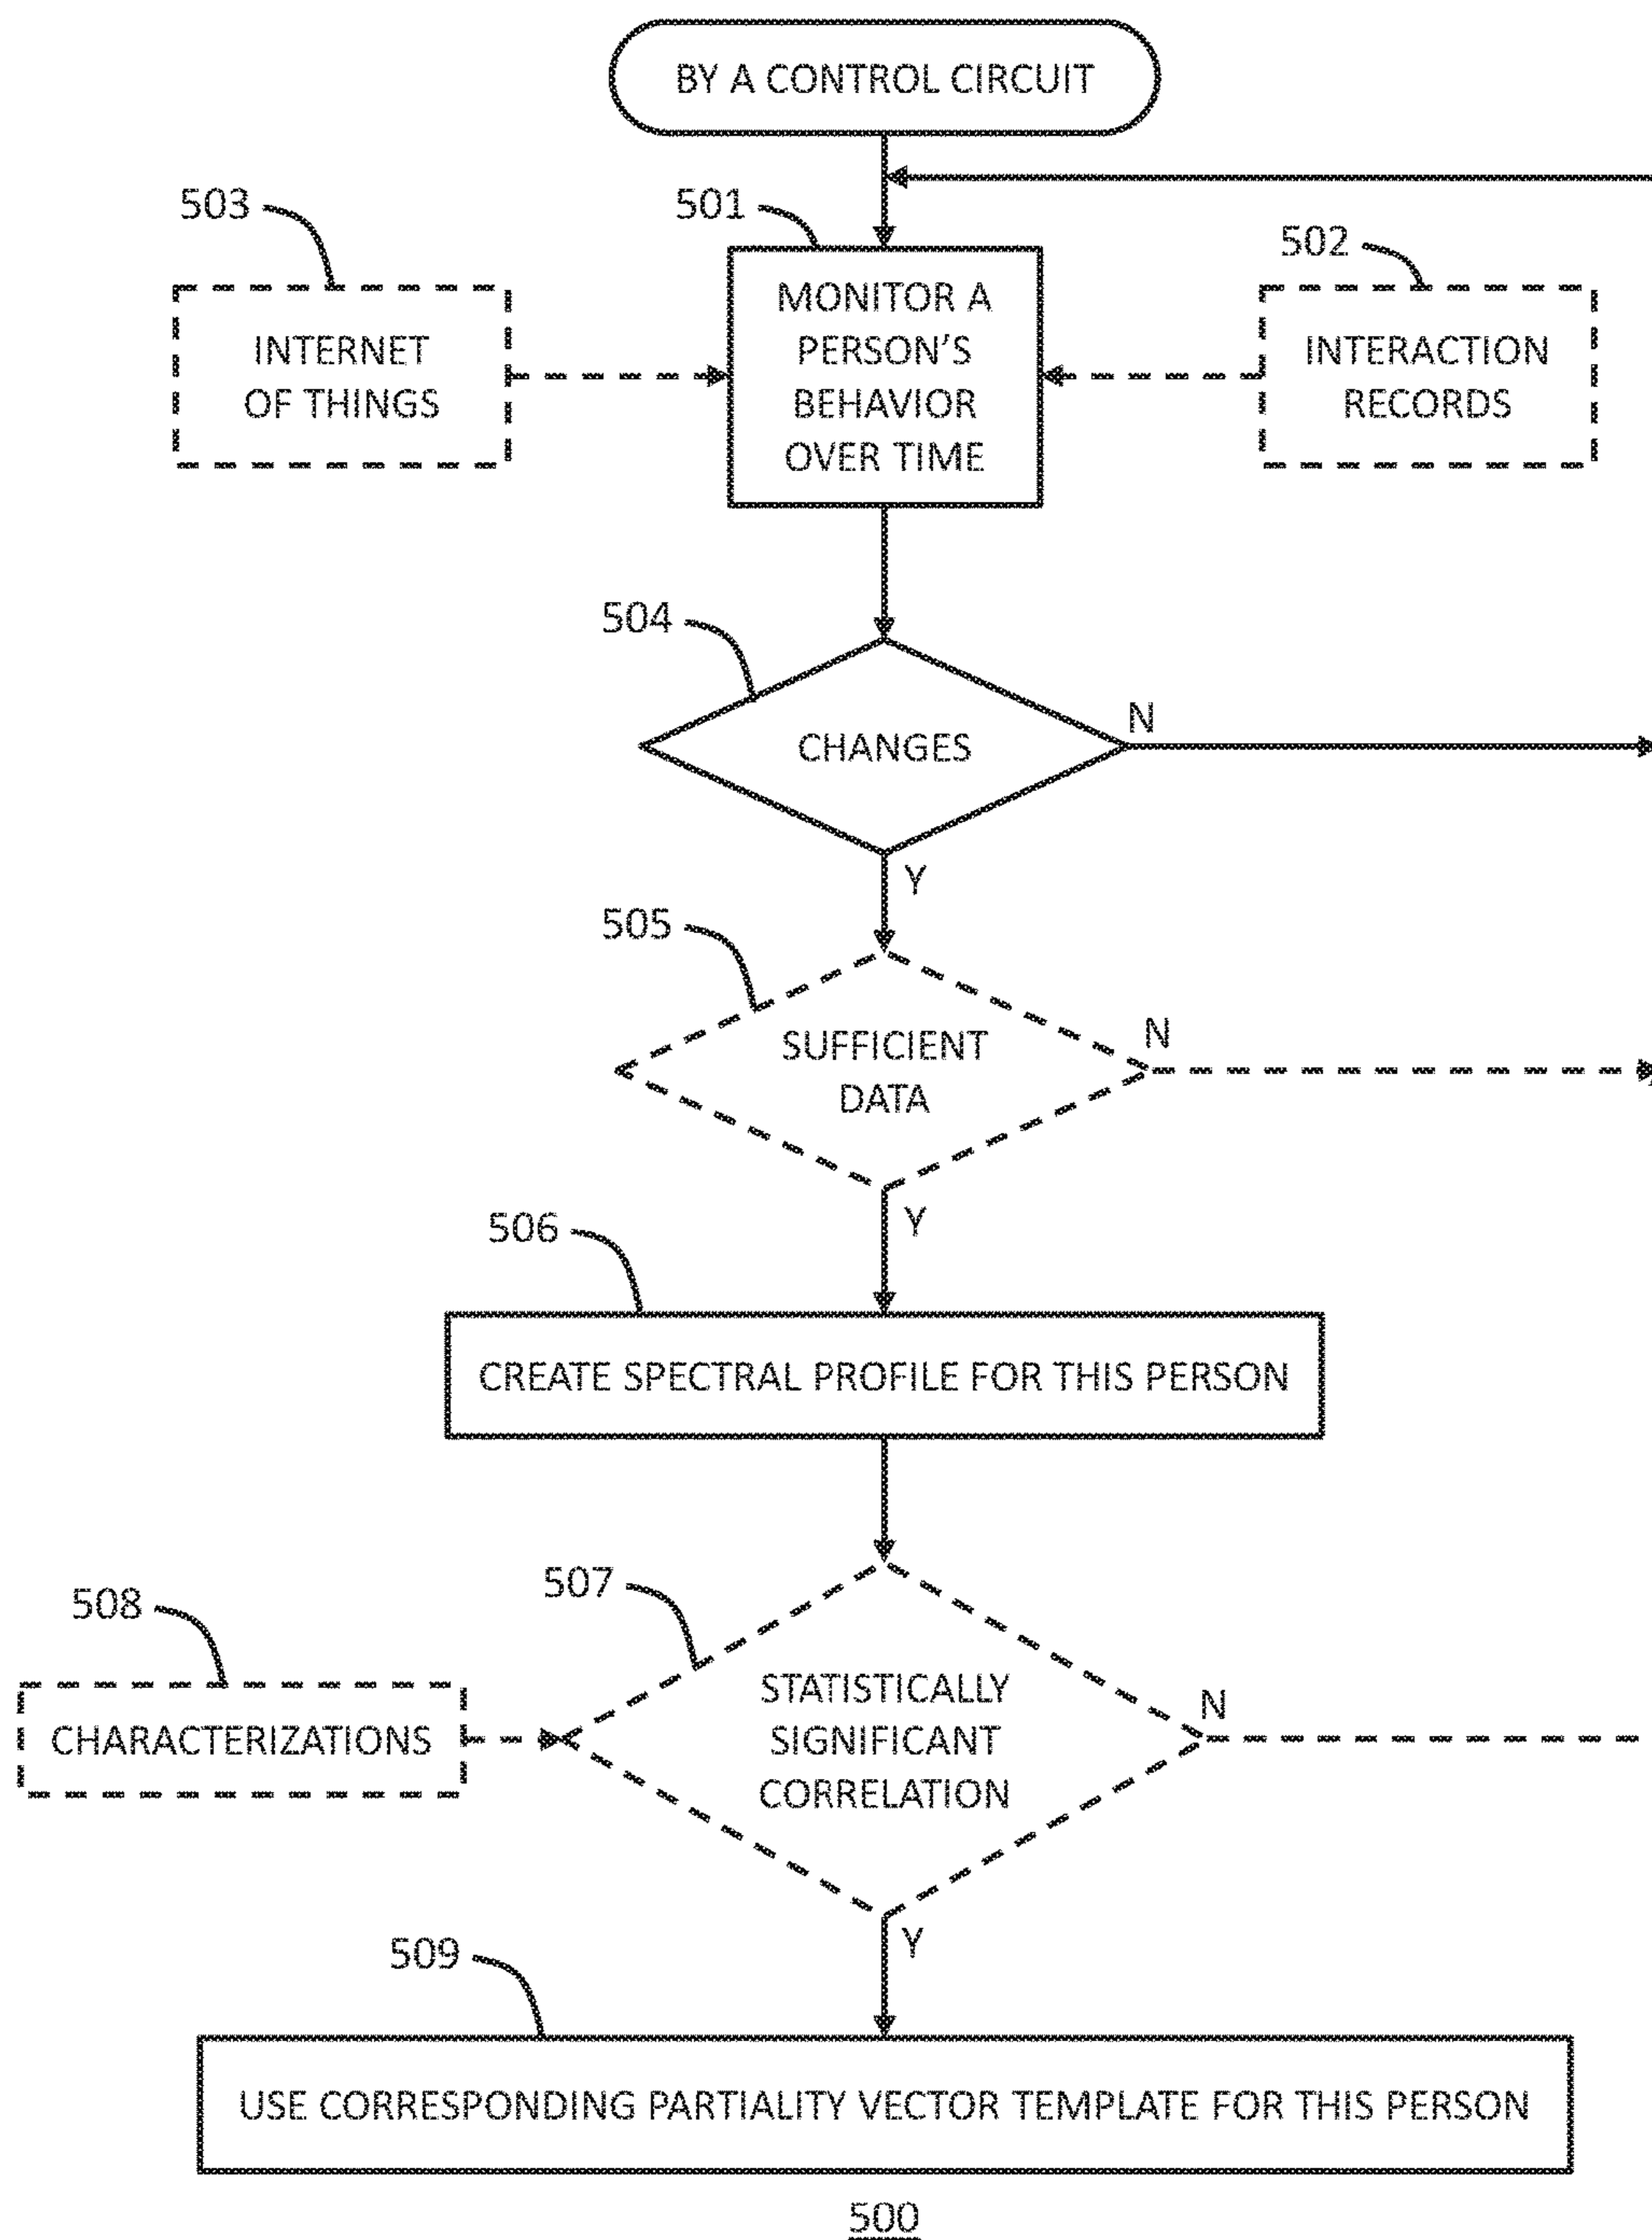 BY A CONTROL CIRCUIT
503
501
502
INTERNET
OF THINGS
MONITOR A
PERSON'S
BEHAVIOR
OVER TIME
INTERACTION
RECORDS
504
CHANGES
N
Y
505
SUFFICIENT
DATA
N
Y
506
CREATE SPECTRAL PROFILE FOR THIS PERSON
507
508
CHARACTERIZATIONS
STATISTICALLY
SIGNIFICANT
CORRELATION
N
Y
509
USE CORRESPONDING PARTIALITY VECTOR TEMPLATE FOR THIS PERSON
500